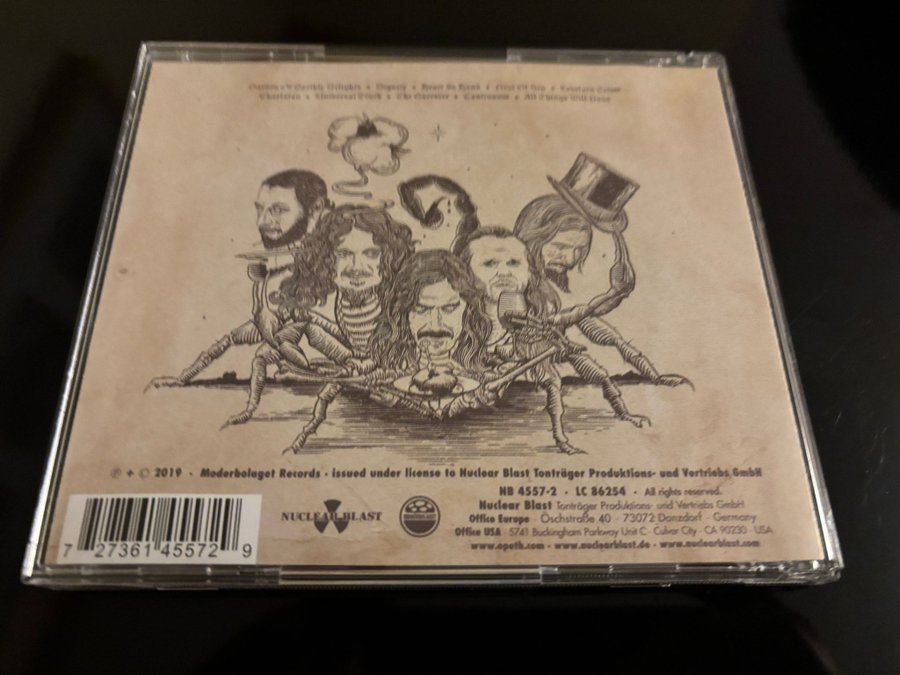 Garden of Earthly Delights • Dignity • Heart In Hand • Next Of Kin • Lovelorn Crime
Charlatan • Universal Truth • The Garroter • Continuum • All Things Will Pass
℗ + © 2019 · Moderbolaget Records · issued under license to Nuclear Blast Tonträger Produktions- und Vertriebs GmbH
NB 4557-2 · LC 86254 · All rights reserved.
Nuclear Blast Tonträger Produktions- und Vertriebs GmbH
Office Europe · Öschstraße 40 · 73072 Donzdorf · Germany
Office USA · 5741 Buckingham Parkway Unit C · Culver City · CA 90230 · USA
www.opeth.com · www.nuclearblast.de · www.nuclearblast.com
NUCLEAR BLAST
7 27361 45572 9